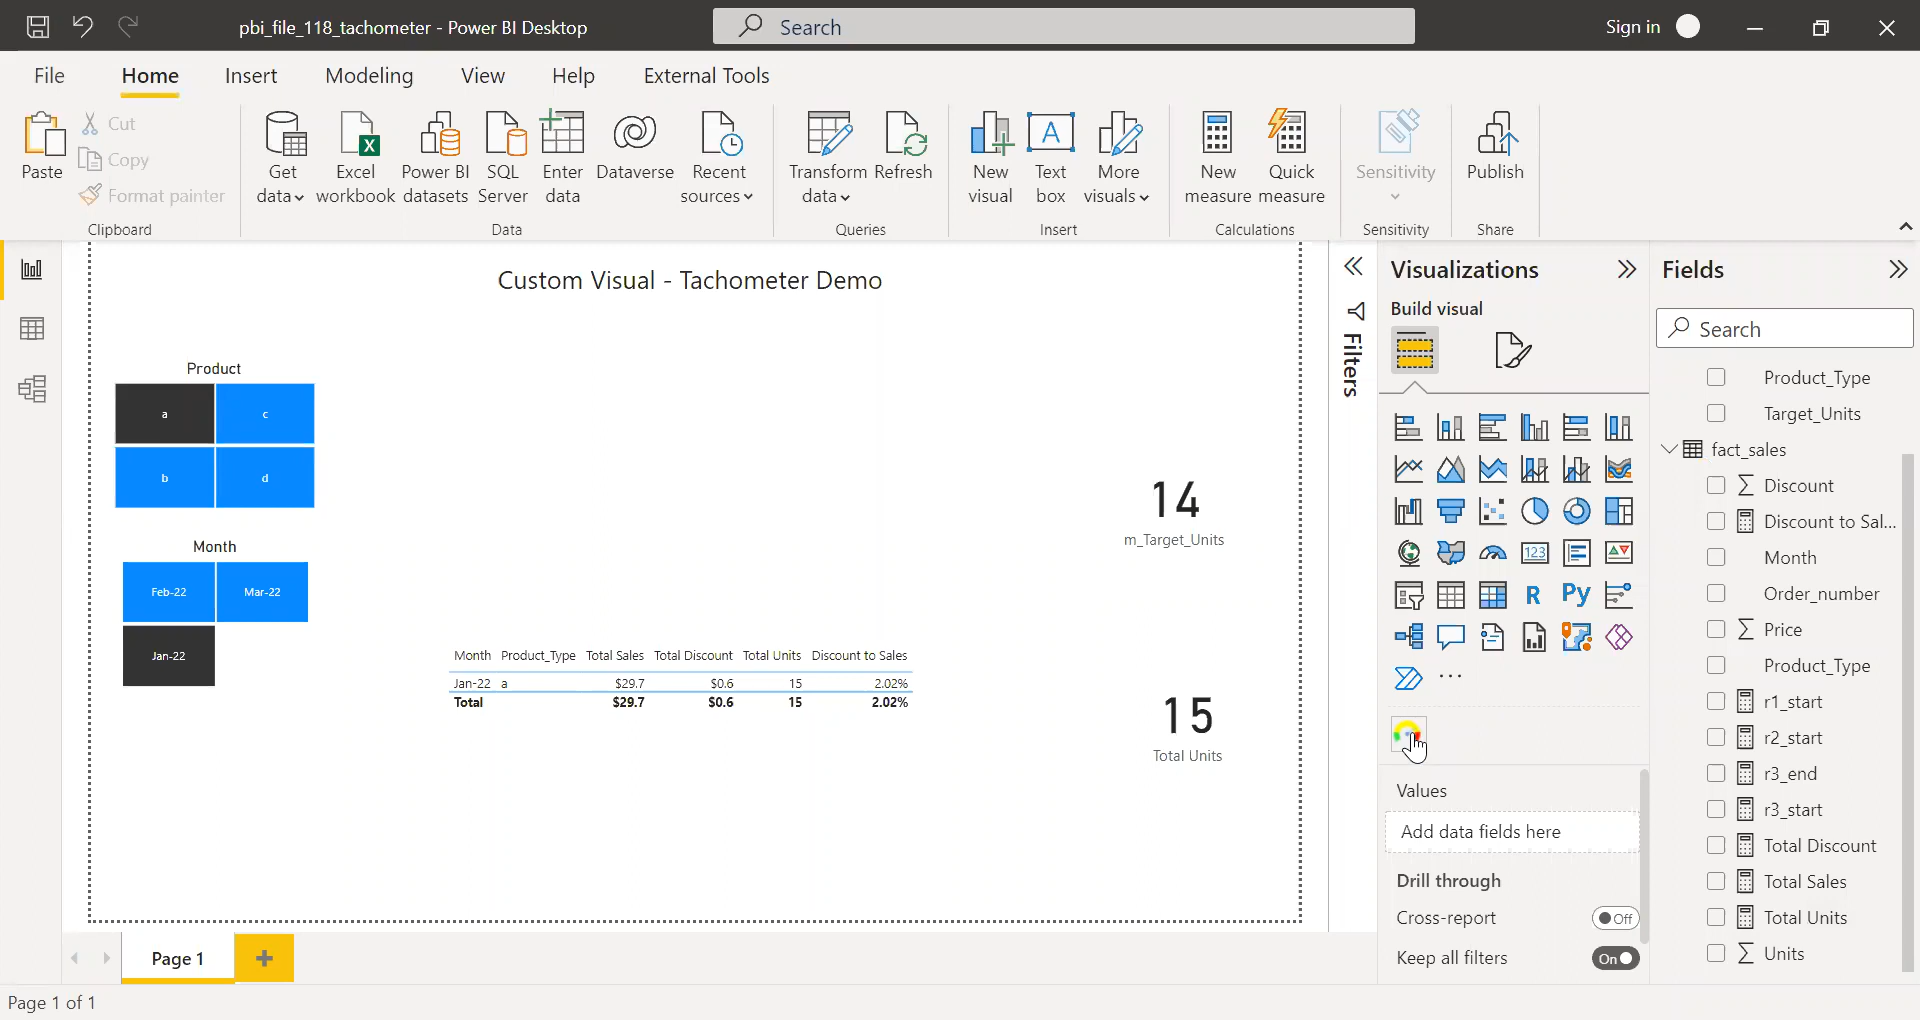 pbi_file_118_tachometer - Power BI Desktop
Search
Sign in
File
Home
Insert
Modeling
View
Help
External Tools
Paste
Cut
Copy
Format painter
Clipboard
Get data
Excel workbook
Power BI datasets
SQL Server
Enter data
Dataverse
Recent sources
Data
Transform data
Refresh
Queries
New visual
A
Text box
More visuals
Insert
New measure
Quick measure
Calculations
Sensitivity
Sensitivity
Publish
Share
Custom Visual - Tachometer Demo
Product
a c
b d
Month
Feb-22 Mar-22
Jan-22
14
m_Target_Units
Month Product_Type Total Sales Total Discount Total Units Discount to Sales
Jan-22 a $29.7 $0.6 15 2.02%
Total $29.7 $0.6 15 2.02%
15
Total Units
Filters
Visualizations
Build visual
123
R
Py
Values
Add data fields here
Drill through
Cross-report
Off
Keep all filters
On
Fields
Search
Product_Type
Target_Units
fact_sales
Discount
Discount to Sal...
Month
Order_number
Price
Product_Type
r1_start
r2_start
r3_end
r3_start
Total Discount
Total Sales
Total Units
Units
Page 1
Page 1 of 1